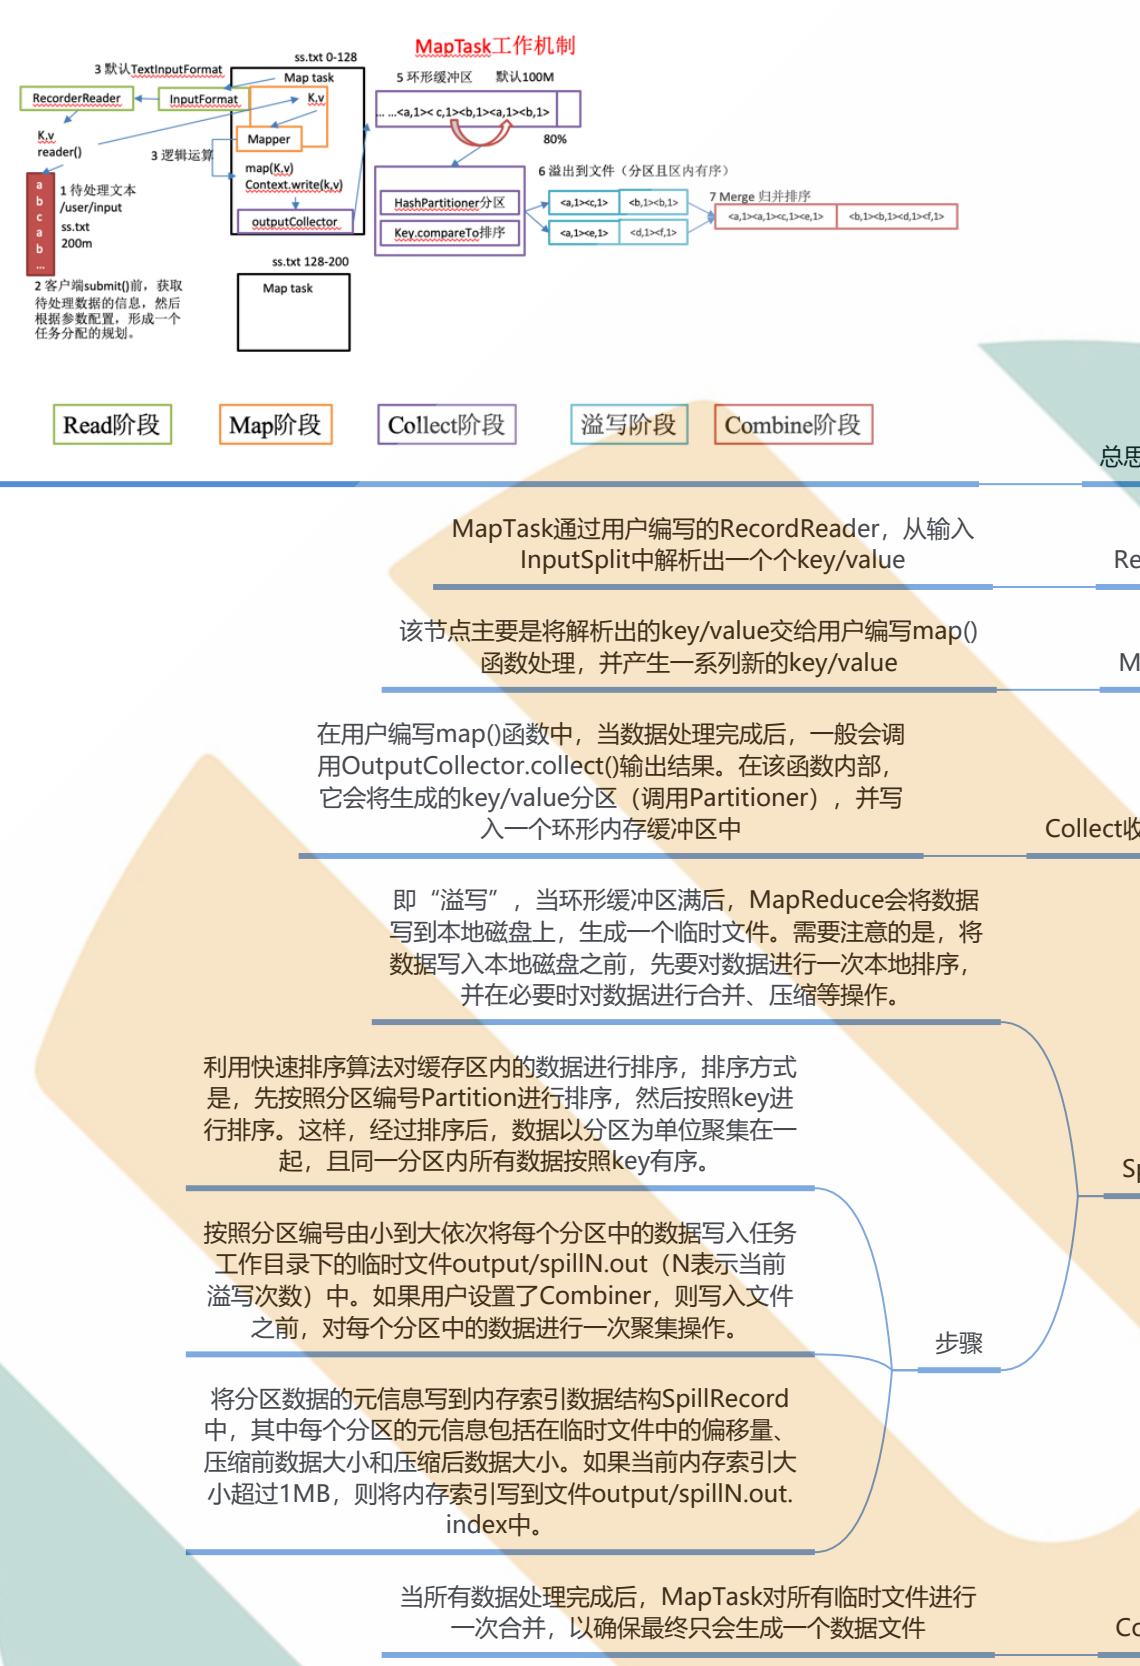 MapTask工作机制
ss.txt 0-128
3 默认TextInputFormat
Map task
5 环形缓冲区
默认100M
RecorderReader
InputFormat
K,v
... ...<a,1>< c,1><b,1><a,1><b,1>
K,v
reader()
Mapper
80%
3 逻辑运算
map(K,v)
Context.write(k,v)
6 溢出到文件（分区且区内有序）
a
b
c
a
b
...
1 待处理文本
/user/input
ss.txt
200m
outputCollector
HashPartitioner分区
Key.compareTo排序
<a,1><c,1>
<b,1><b,1>
<a,1><e,1>
<d,1><f,1>
7 Merge 归并排序
<a,1><a,1><c,1><e,1>
<b,1><b,1><d,1><f,1>
ss.txt 128-200
Map task
2 客户端submit()前，获取
待处理数据的信息，然后
根据参数配置，形成一个
任务分配的规划。
Read阶段
Map阶段
Collect阶段
溢写阶段
Combine阶段
总思
MapTask通过用户编写的RecordReader，从输入
InputSplit中解析出一个个key/value
Re
该节点主要是将解析出的key/value交给用户编写map()
函数处理，并产生一系列新的key/value
M
在用户编写map()函数中，当数据处理完成后，一般会调
用OutputCollector.collect()输出结果。在该函数内部，
它会将生成的key/value分区（调用Partitioner），并写
入一个环形内存缓冲区中
Collect收
即“溢写”，当环形缓冲区满后，MapReduce会将数据
写到本地磁盘上，生成一个临时文件。需要注意的是，将
数据写入本地磁盘之前，先要对数据进行一次本地排序，
并在必要时对数据进行合并、压缩等操作。
利用快速排序算法对缓存区内的数据进行排序，排序方式
是，先按照分区编号Partition进行排序，然后按照key进
行排序。这样，经过排序后，数据以分区为单位聚集在一
起，且同一分区内所有数据按照key有序。
Sp
按照分区编号由小到大依次将每个分区中的数据写入任务
工作目录下的临时文件output/spillN.out（N表示当前
溢写次数）中。如果用户设置了Combiner，则写入文件
之前，对每个分区中的数据进行一次聚集操作。
步骤
将分区数据的元信息写到内存索引数据结构SpillRecord
中，其中每个分区的元信息包括在临时文件中的偏移量、
压缩前数据大小和压缩后数据大小。如果当前内存索引大
小超过1MB，则将内存索引写到文件output/spillN.out.
index中。
当所有数据处理完成后，MapTask对所有临时文件进行
一次合并，以确保最终只会生成一个数据文件
Co